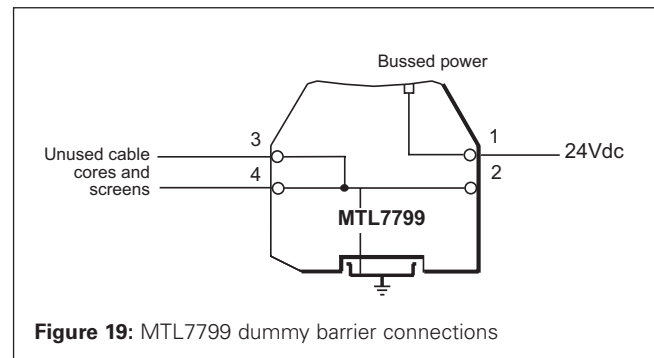 Bussed power
3
1
Unused cable
cores and
screens
24Vdc
4
2
MTL7799
Figure 19: MTL7799 dummy barrier connections